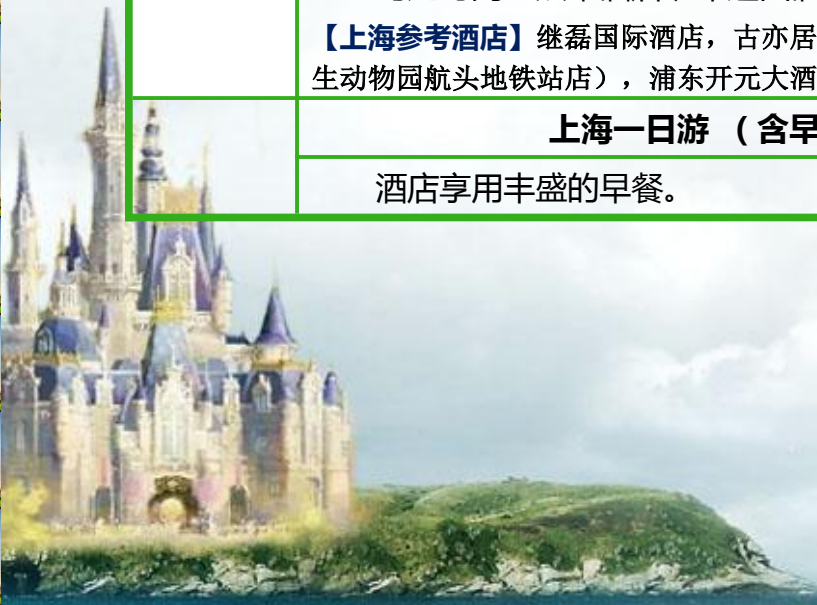 【上海参考酒店】继磊国际酒店，古亦居
生动物园航头地铁站店），浦东开元大酒
上海一日游 （含早
酒店享用丰盛的早餐。